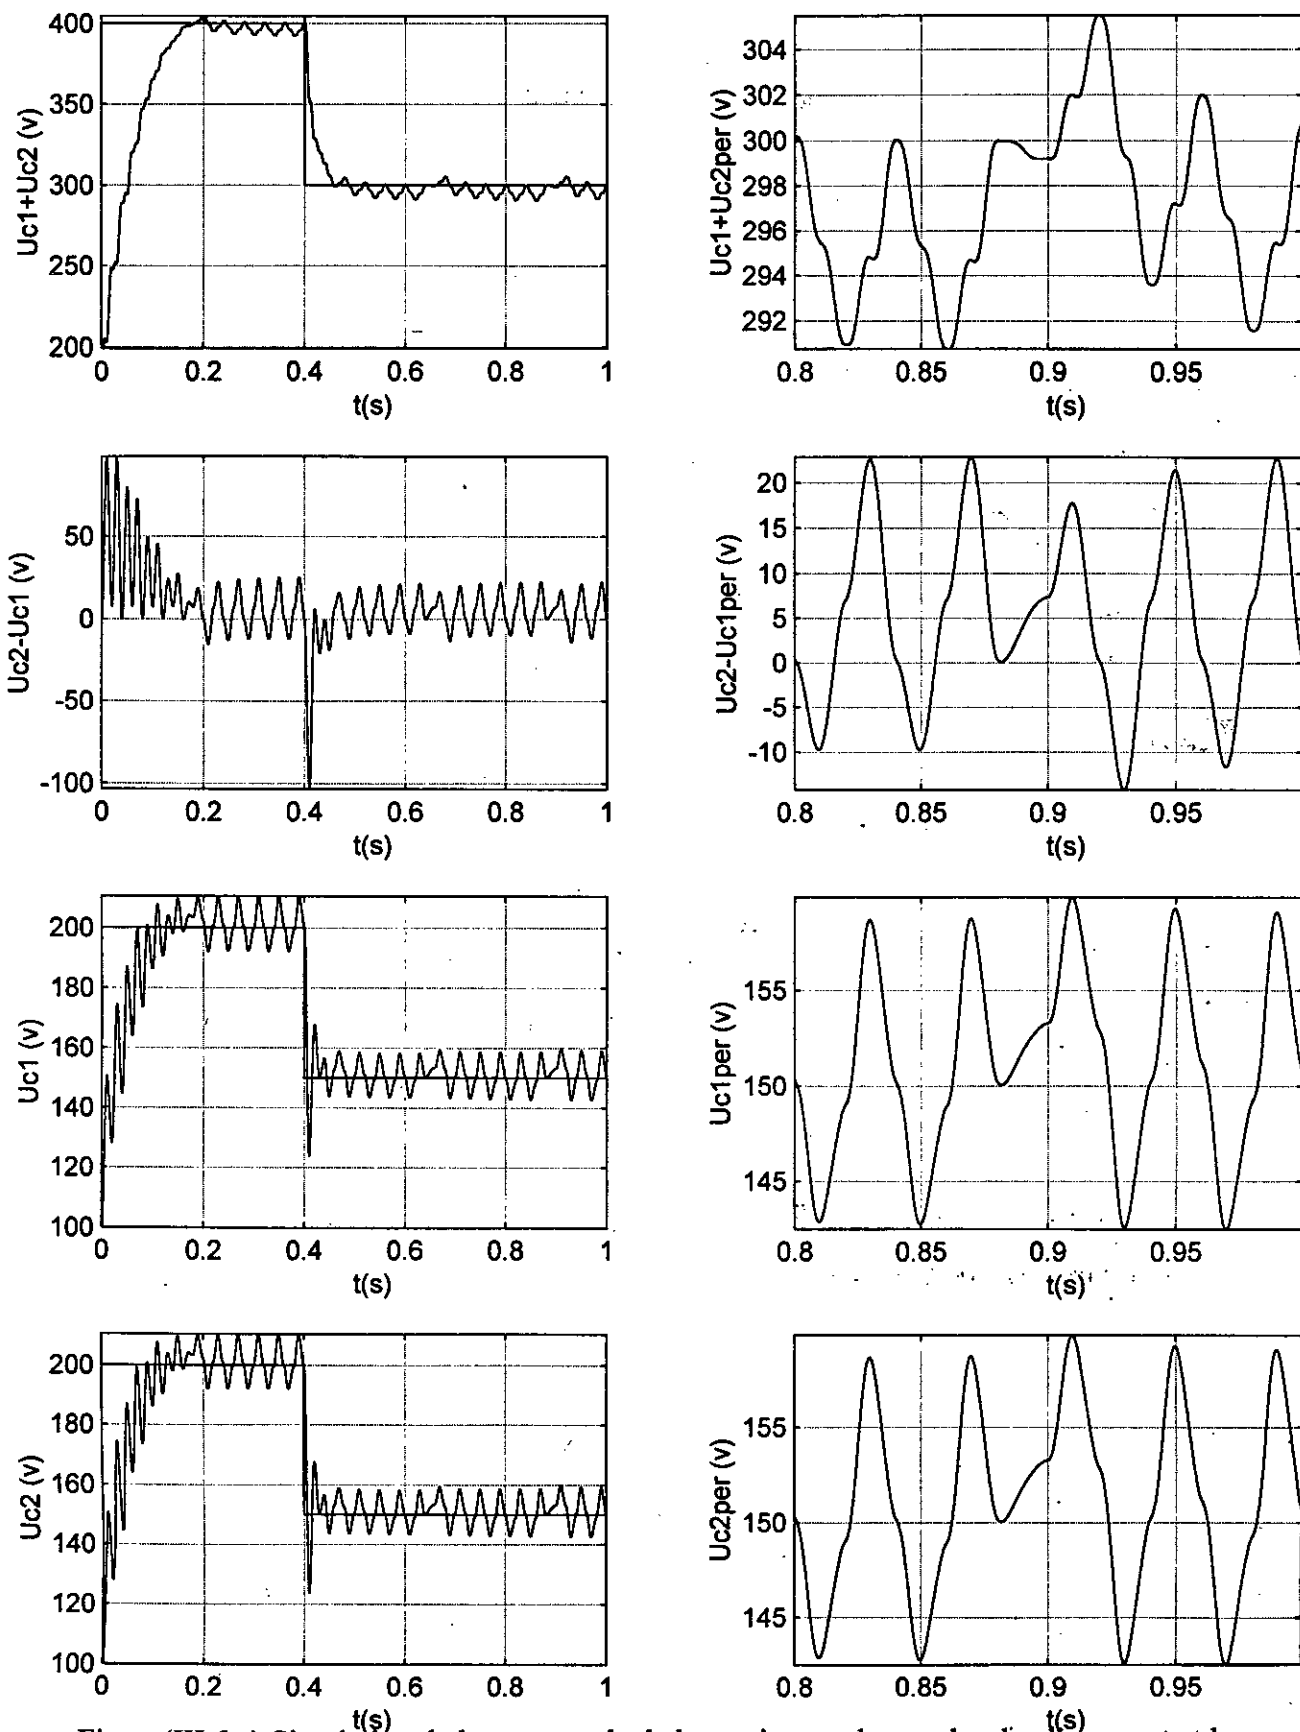 400
350
300
250
200
Uc1+Uc2 (v)
0 0.2 0.4 0.6 0.8 1
t(s)
304
302
300
298
296
294
292
Uc1+Uc2per (v)
0.8 0.85 0.9 0.95
t(s)
50
0
-50
-100
Uc2-Uc1 (v)
0 0.2 0.4 0.6 0.8 1
t(s)
20
15
10
5
0
-5
-10
Uc2-Uc1per (v)
0.8 0.85 0.9 0.95
t(s)
200
180
160
140
120
100
Uc1 (v)
0 0.2 0.4 0.6 0.8 1
t(s)
155
150
145
Uc1per (v)
0.8 0.85 0.9 0.95
t(s)
200
180
160
140
120
100
Uc2 (v)
0 0.2 0.4 0.6 0.8 1
t(s)
155
150
145
Uc2per (v)
0.8 0.85 0.9 0.95
t(s)